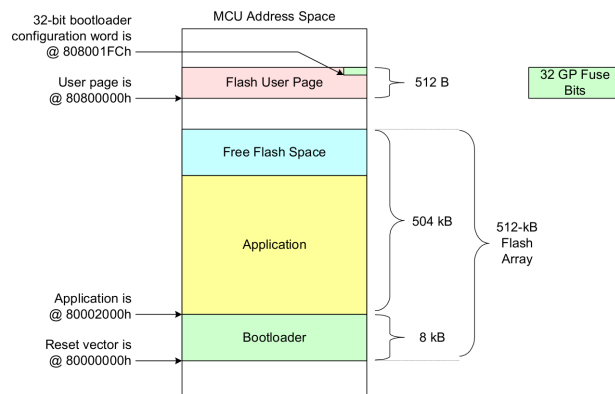 MCU Address Space
32-bit bootloader
configuration word is
@ 808001FCh
User page is
@ 80800000h
Flash User Page
512 B
32 GP Fuse
Bits
Free Flash Space
Application
504 kB
512-kB
Flash
Array
Application is
@ 80002000h
Bootloader
8 kB
Reset vector is
@ 80000000h